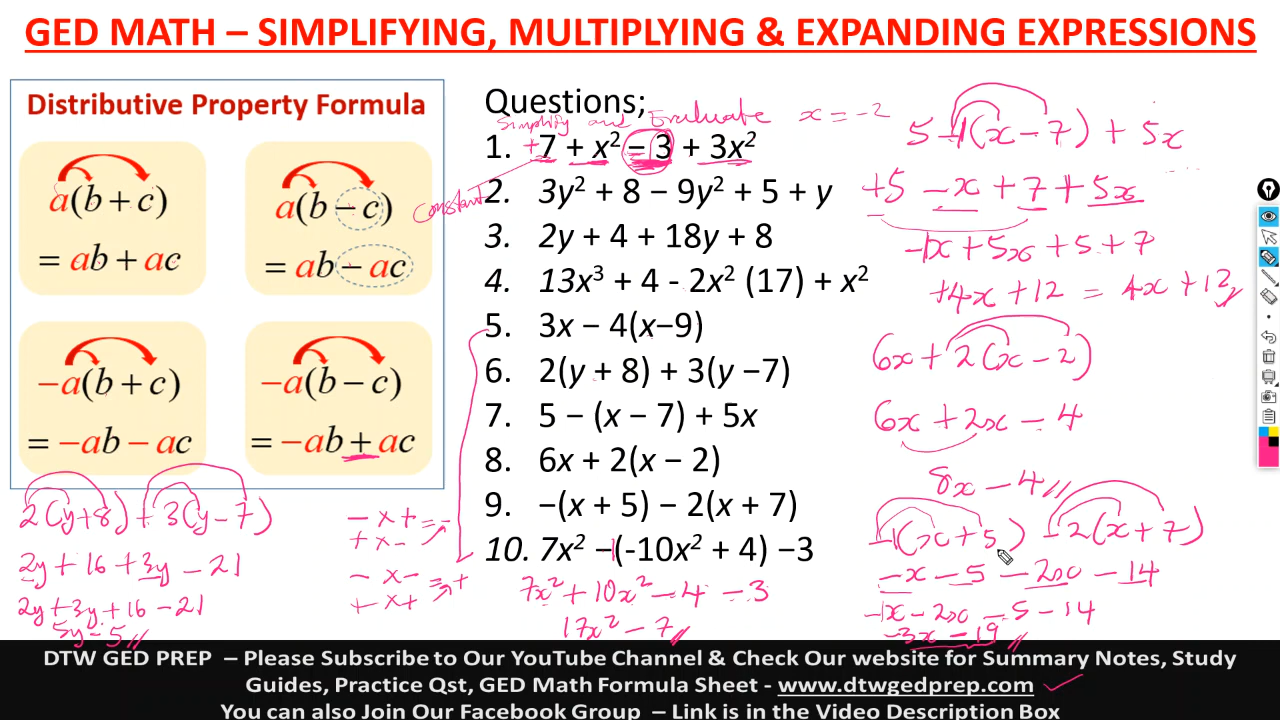 GED MATH – SIMPLIFYING, MULTIPLYING & EXPANDING EXPRESSIONS
Distributive Property Formula
a(b + c)
= ab + ac
a(b − c)
= ab − ac
−a(b + c)
= −ab − ac
−a(b − c)
= −ab + ac
Questions;
Simplify and Evaluate x = -2
1. +7 + x² – 3 + 3x²
Constant
2. 3y² + 8 – 9y² + 5 + y
3. 2y + 4 + 18y + 8
4. 13x³ + 4 - 2x² (17) + x²
5. 3x – 4(x–9)
6. 2(y + 8) + 3(y –7)
7. 5 – (x – 7) + 5x
8. 6x + 2(x – 2)
9. –(x + 5) – 2(x + 7)
10. 7x² –1(-10x² + 4) –3
7x² + 10x² - 4 - 3
17x² - 7
5 - 1(x - 7) + 5x
+5 - x + 7 + 5x
-1x + 5x + 5 + 7
+4x + 12 = 4x + 12
6x + 2(x - 2)
6x + 2x - 4
8x - 4
-1(x + 5) - 2(x + 7)
-x - 5 - 2x - 14
-1x - 2x - 5 - 14
-3x - 19
2(y+8) + 3(y-7)
2y + 16 + 3y - 21
2y + 3y + 16 - 21
5y - 5
- x + = -
+ x -
- x - = +
+ x +
DTW GED PREP – Please Subscribe to Our YouTube Channel & Check Our website for Summary Notes, Study
Guides, Practice Qst, GED Math Formula Sheet - www.dtwgedprep.com
You can also Join Our Facebook Group – Link is in the Video Description Box